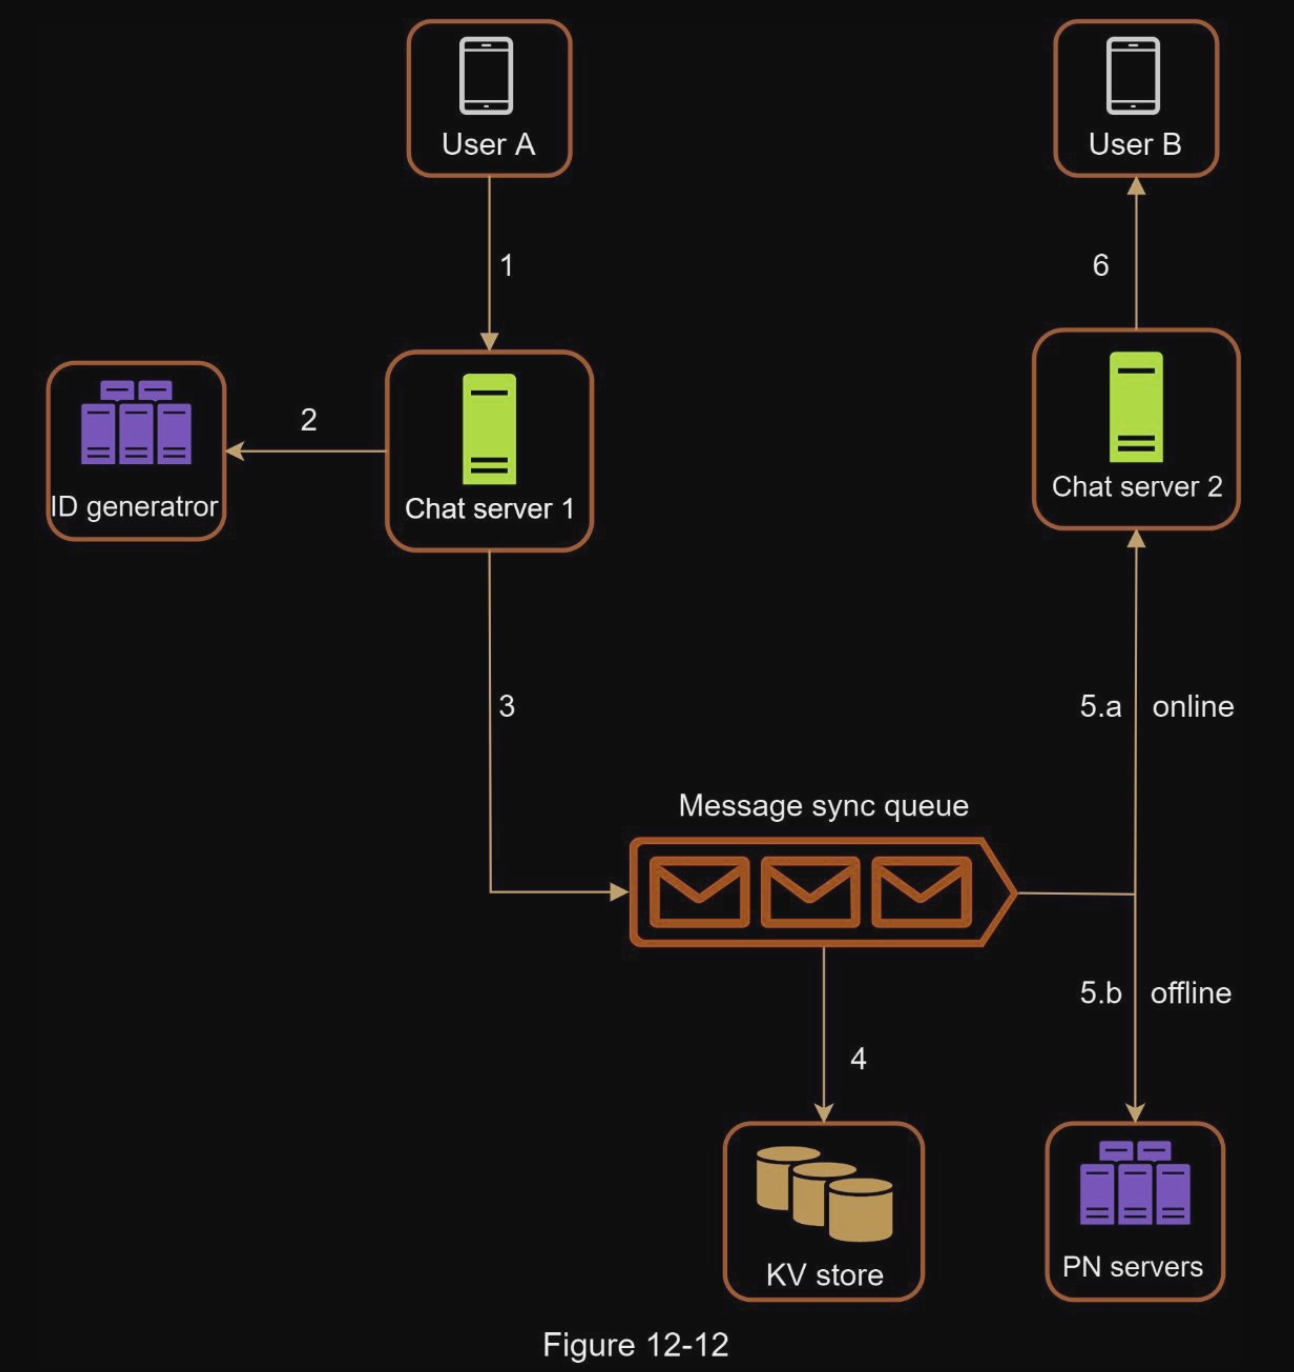 User A
User B
1
6
2
ID generatror
Chat server 1
Chat server 2
3
5.a
online
Message sync queue
5.b
offline
4
KV store
PN servers
Figure 12-12